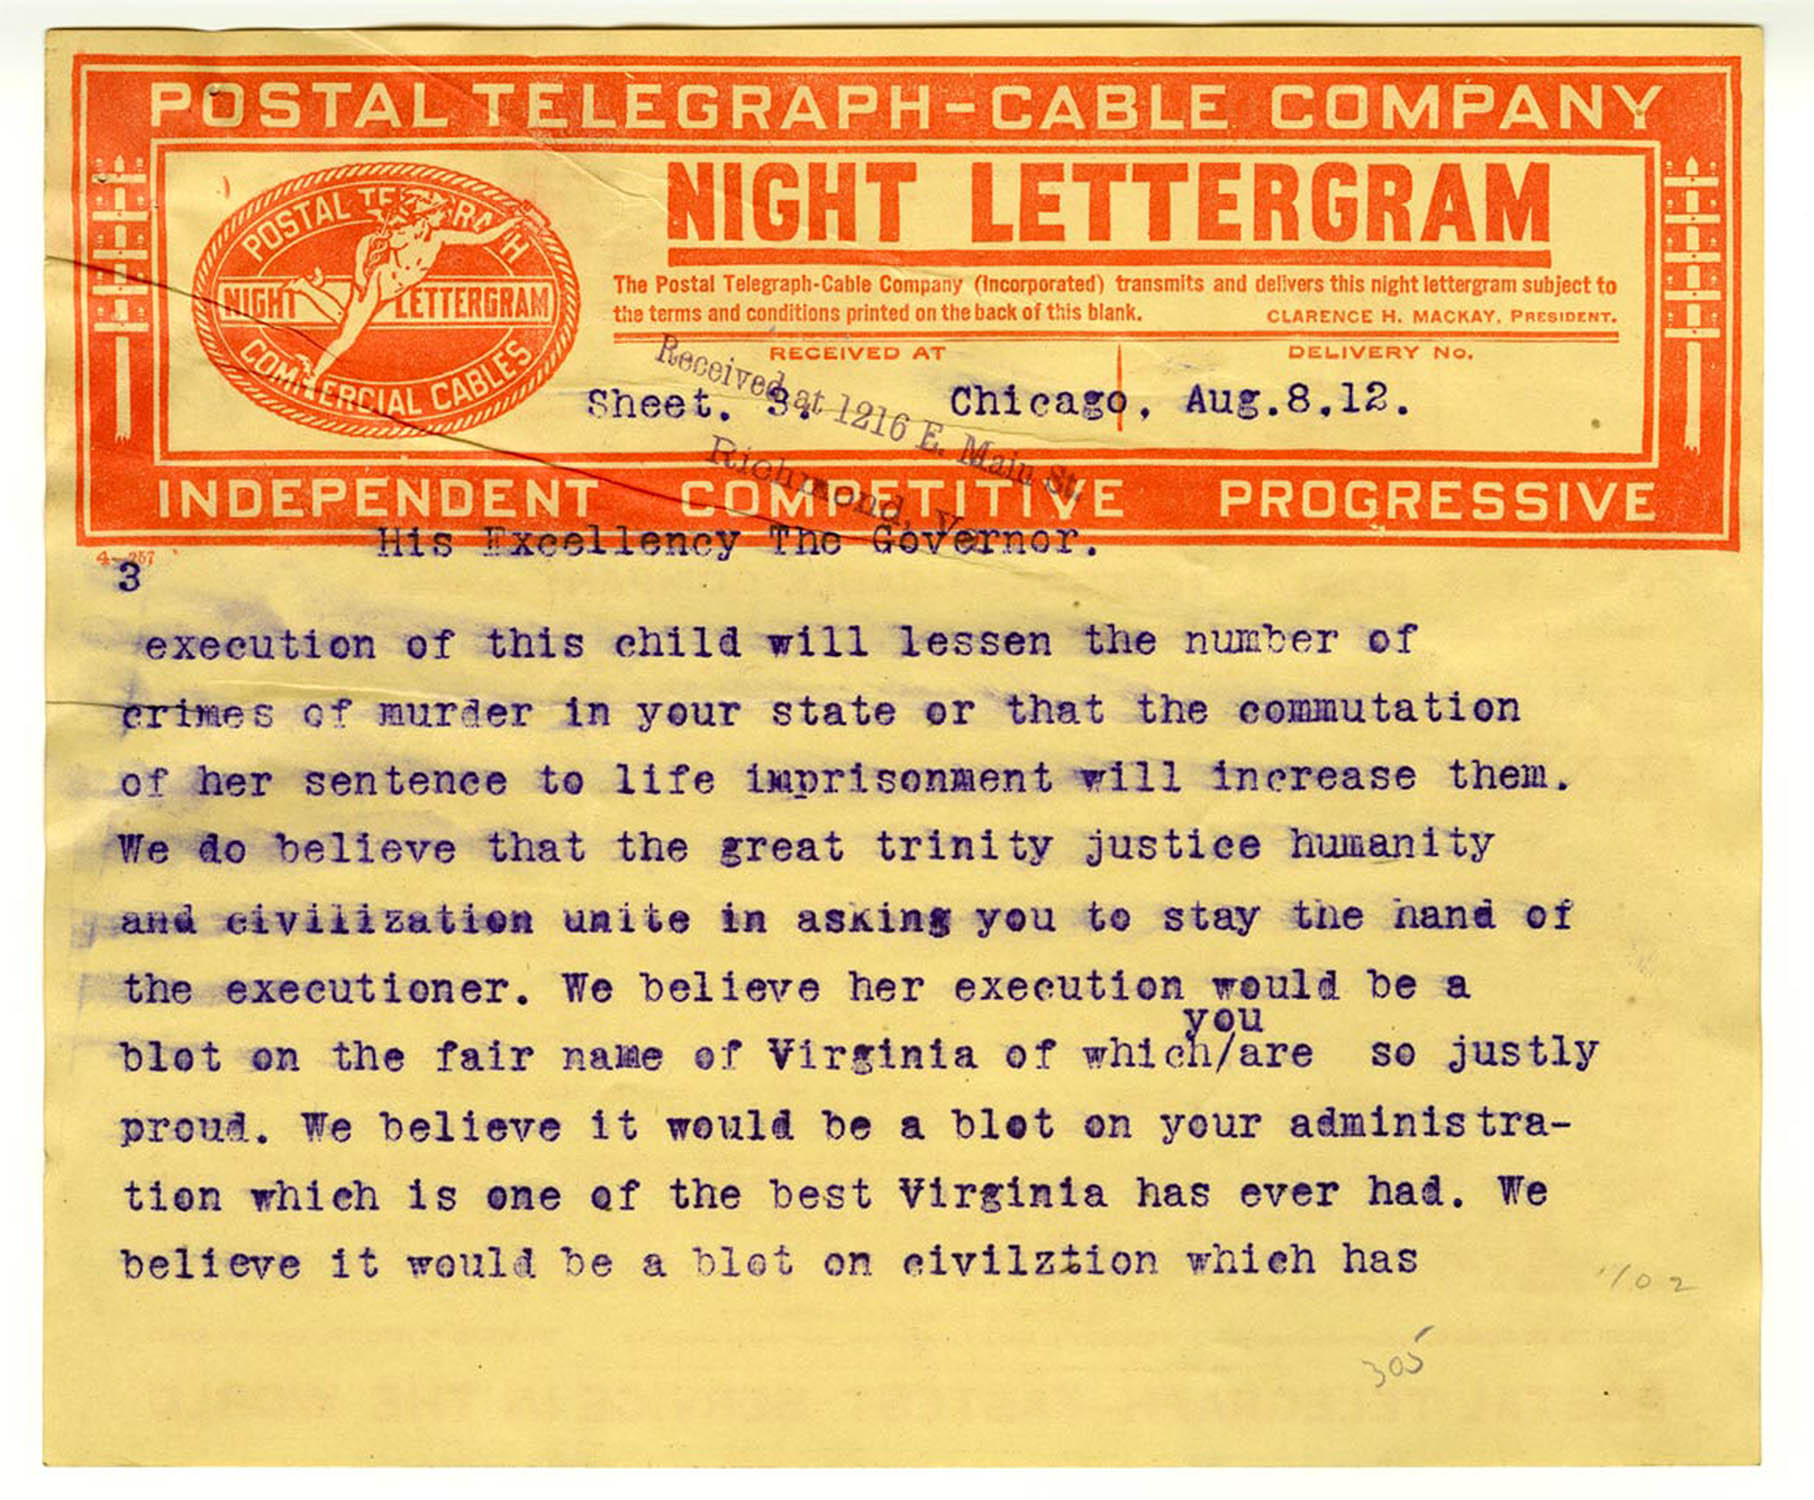 POSTAL TELEGRAPH-CABLE COMPANY
POSTAL TELEGRAPH
NIGHT LETTERGRAM
COMMERCIAL CABLES
NIGHT LETTERGRAM
The Postal Telegraph-Cable Company (Incorporated) transmits and delivers this night lettergram subject to
the terms and conditions printed on the back of this blank.
CLARENCE H. MACKAY, PRESIDENT.
RECEIVED AT
DELIVERY No.
Received at 1216 E. Main St.
Richmond, V
Sheet. 3. Chicago, Aug.8.12.
INDEPENDENT COMPETITIVE PROGRESSIVE
His Excellency The Governor.
4-257
3
execution of this child will lessen the number of
crimes of murder in your state or that the commutation
of her sentence to life imprisonment will increase them.
We do believe that the great trinity justice humanity
and civilization unite in asking you to stay the hand of
the executioner. We believe her execution would be a
you
blot on the fair name of Virginia of which/are so justly
proud. We believe it would be a blot on your administra-
tion which is one of the best Virginia has ever had. We
believe it would be a blot on civilztion which has
102
305